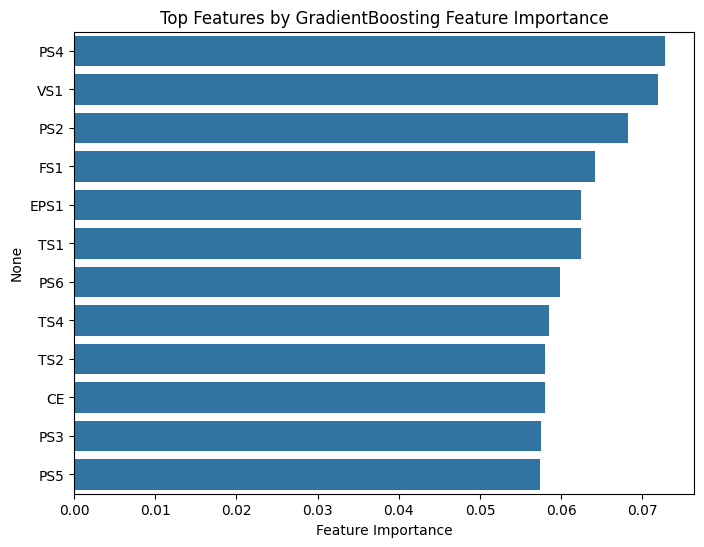 Top Features by GradientBoosting Feature Importance
PS4
VS1
PS2
FS1
EPS1
TS1
PS6
TS4
TS2
CE
PS3
PS5
None
0.00 0.01 0.02 0.03 0.04 0.05 0.06 0.07
Feature Importance